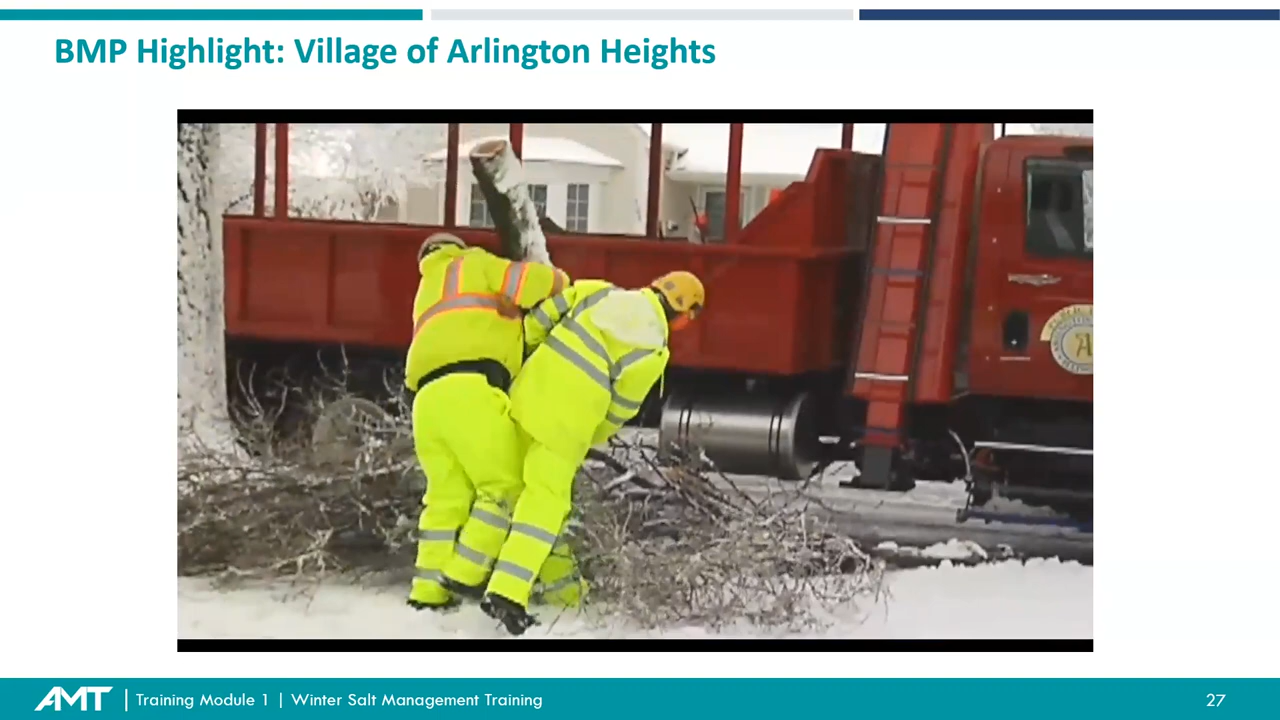 BMP Highlight: Village of Arlington Heights
A
AMT | Training Module 1 | Winter Salt Management Training
27